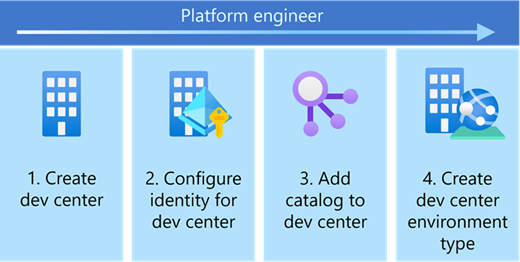 Platform engineer
1. Create
dev center
2. Configure
identity for
dev center
3. Add
catalog to
dev center
4. Create
dev center
environment
type